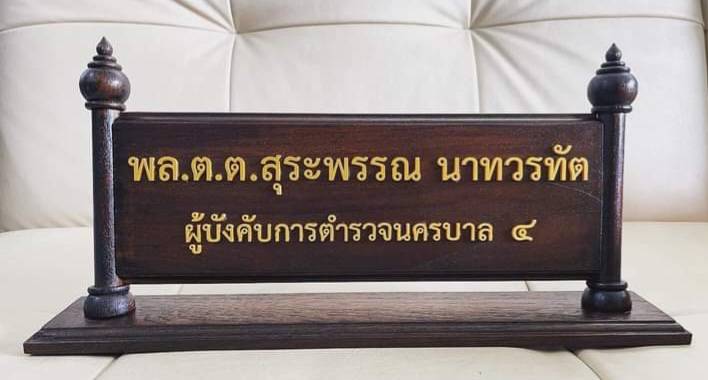 พล.ต.ต.สุระพรรณ นาทวรทัต
ผู้บังคับการตำรวจนครบาล ๔